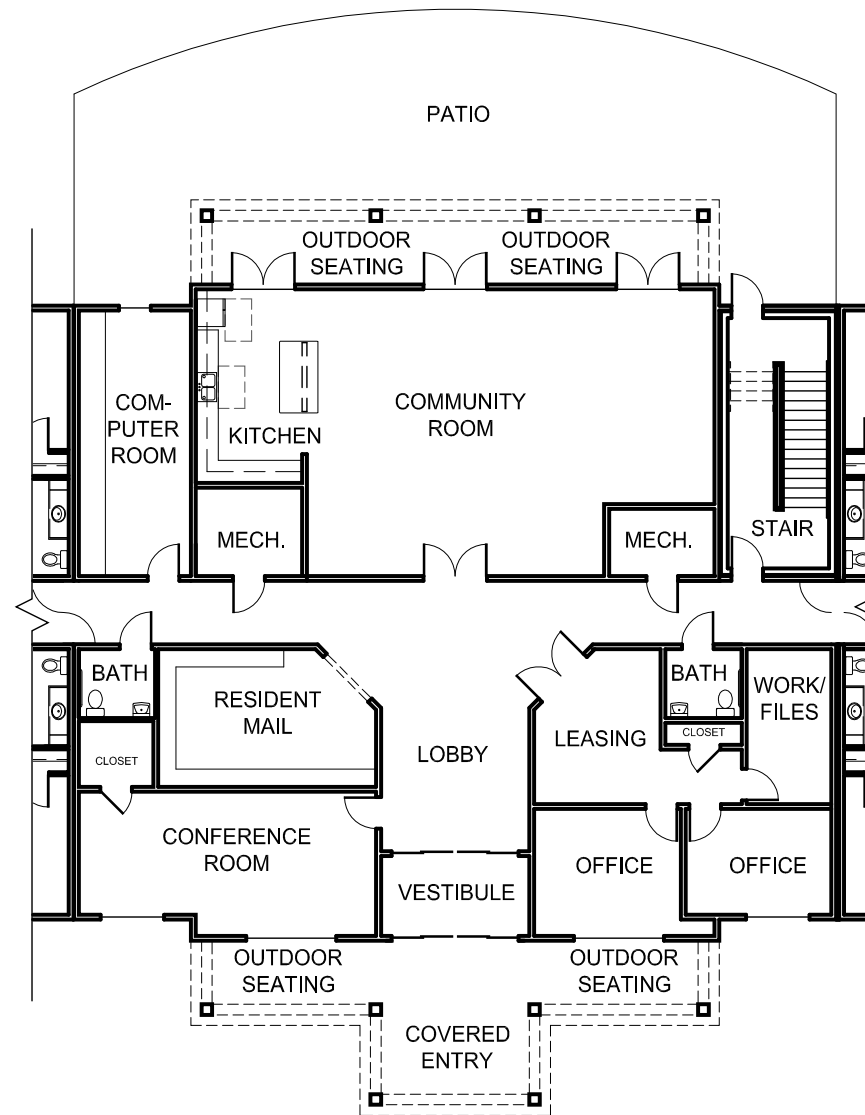 PATIO
OUTDOOR
SEATING
OUTDOOR
SEATING
COM-
PUTER
ROOM
KITCHEN
COMMUNITY
ROOM
MECH.
MECH.
STAIR
BATH
RESIDENT
MAIL
CLOSET
LOBBY
LEASING
BATH
CLOSET
WORK/
FILES
CONFERENCE
ROOM
VESTIBULE
OFFICE
OFFICE
OUTDOOR
SEATING
OUTDOOR
SEATING
COVERED
ENTRY